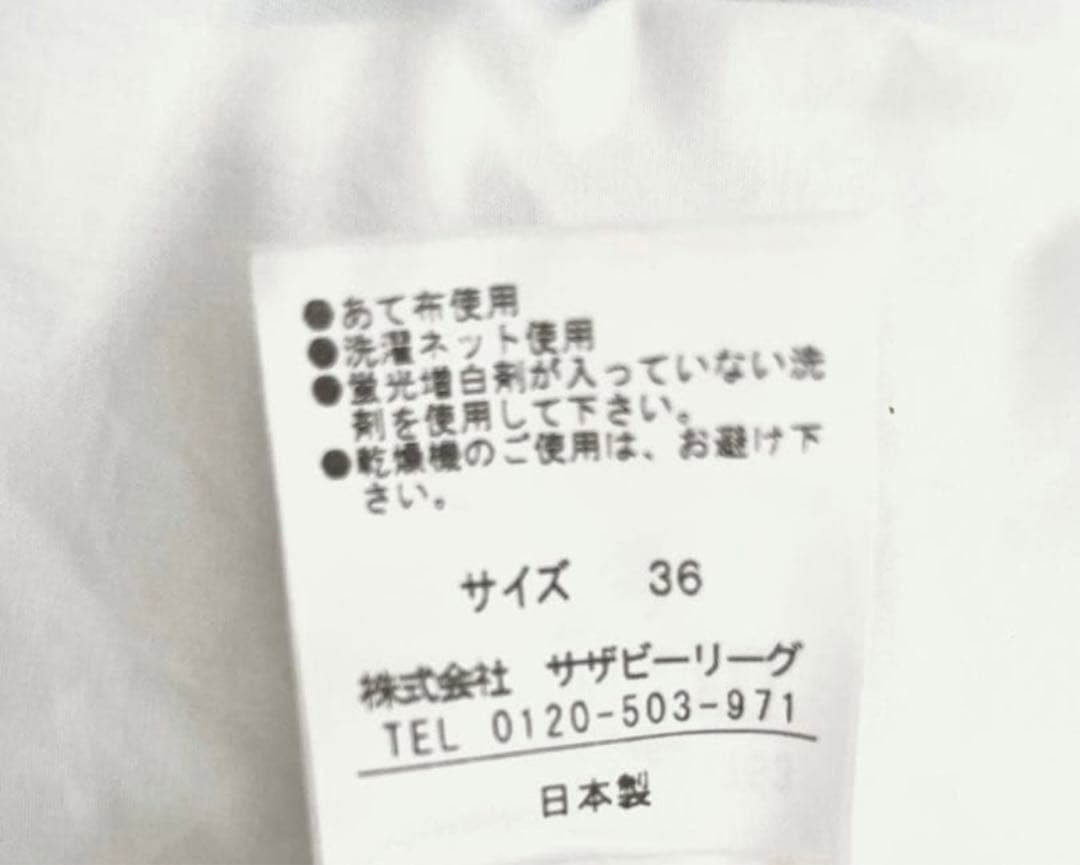 ●あて布使用
●洗濯ネット使用
●蛍光増白剤が入っていない洗
剤を使用して下さい。
●乾燥機のご使用は、お避け下
さい。
サイズ 36
株式会社 サザビーリーグ
TEL 0120-503-971
日本製